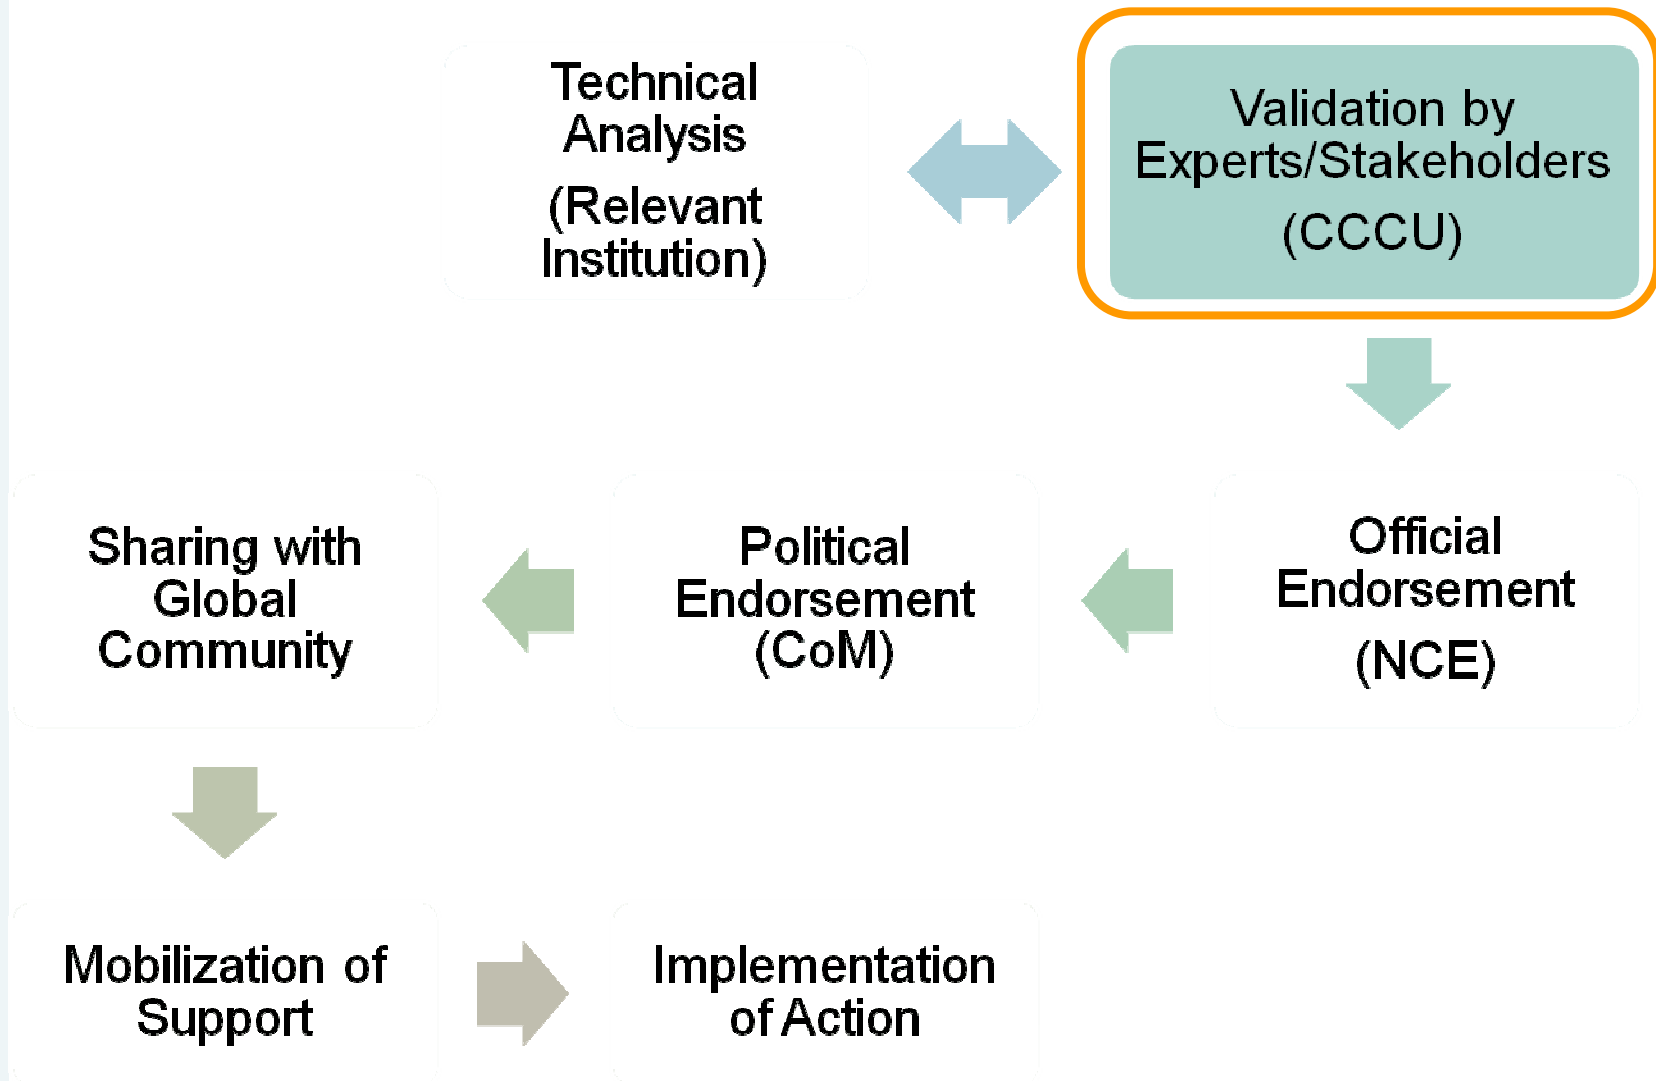 Technical
Analysis
(Relevant
Institution)
Validation by
Experts/Stakeholders
(CCCU)
Official
Endorsement
(NCE)
Political
Endorsement
(CoM)
Sharing with
Global
Community
Mobilization of
Support
Implementation
of Action